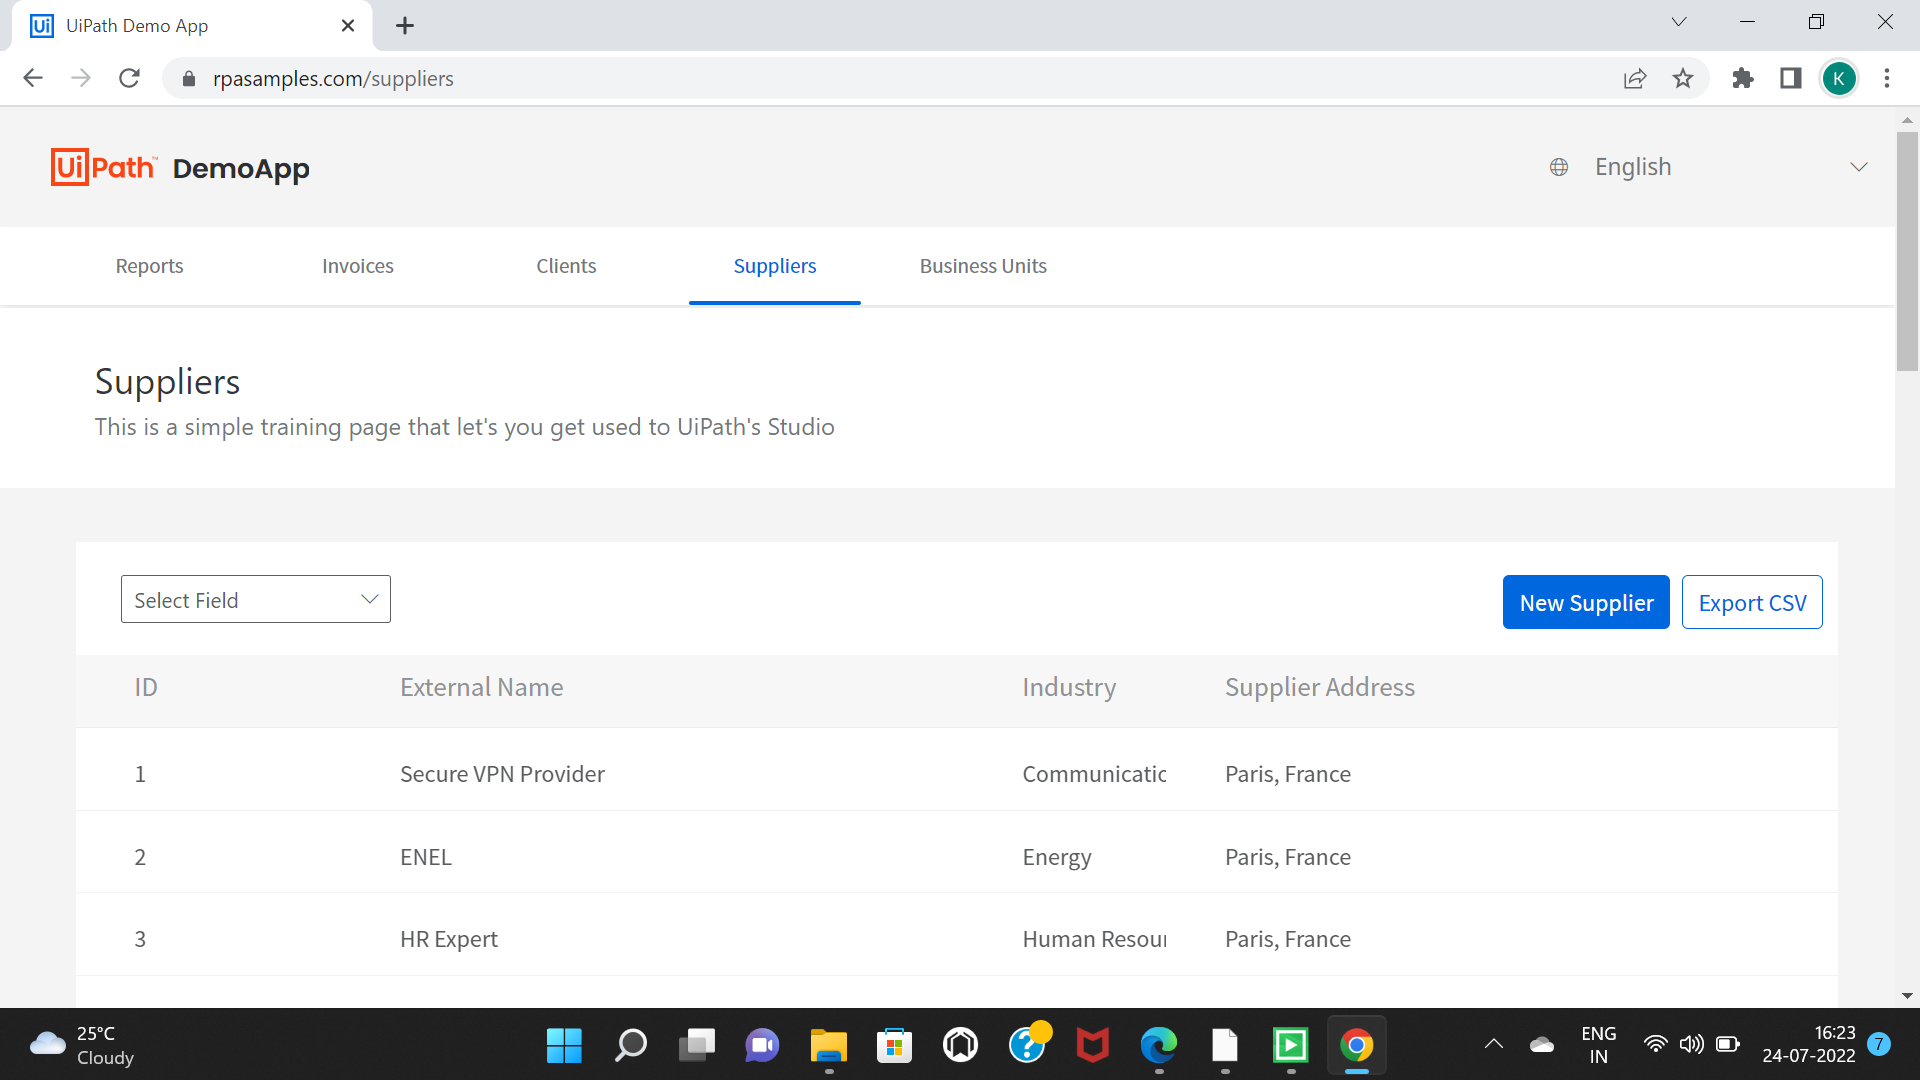 Ui UiPath Demo App
rpasamples.com/suppliers
K
UiPath™ DemoApp
English
Reports Invoices Clients Suppliers Business Units
Suppliers
This is a simple training page that let's you get used to UiPath's Studio
Select Field
New Supplier Export CSV
ID External Name Industry Supplier Address
1 Secure VPN Provider Communicatic Paris, France
2 ENEL Energy Paris, France
3 HR Expert Human Resour Paris, France
25°C
Cloudy
ENG
IN
16:23
24-07-2022
7